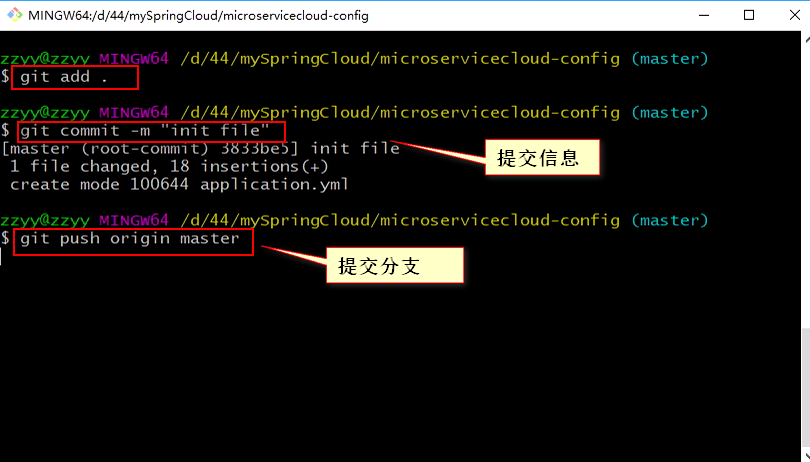 MINGW64:/d/44/mySpringCloud/microservicecloud-config
zzyy@zzyy MINGW64 /d/44/mySpringCloud/microservicecloud-config (master)
$ git add .
zzyy@zzyy MINGW64 /d/44/mySpringCloud/microservicecloud-config (master)
$ git commit -m "init file"
[master (root-commit) 3833be5] init file
1 file changed, 18 insertions(+)
create mode 100644 application.yml
提交信息
zzyy@zzyy MINGW64 /d/44/mySpringCloud/microservicecloud-config (master)
$ git push origin master
提交分支